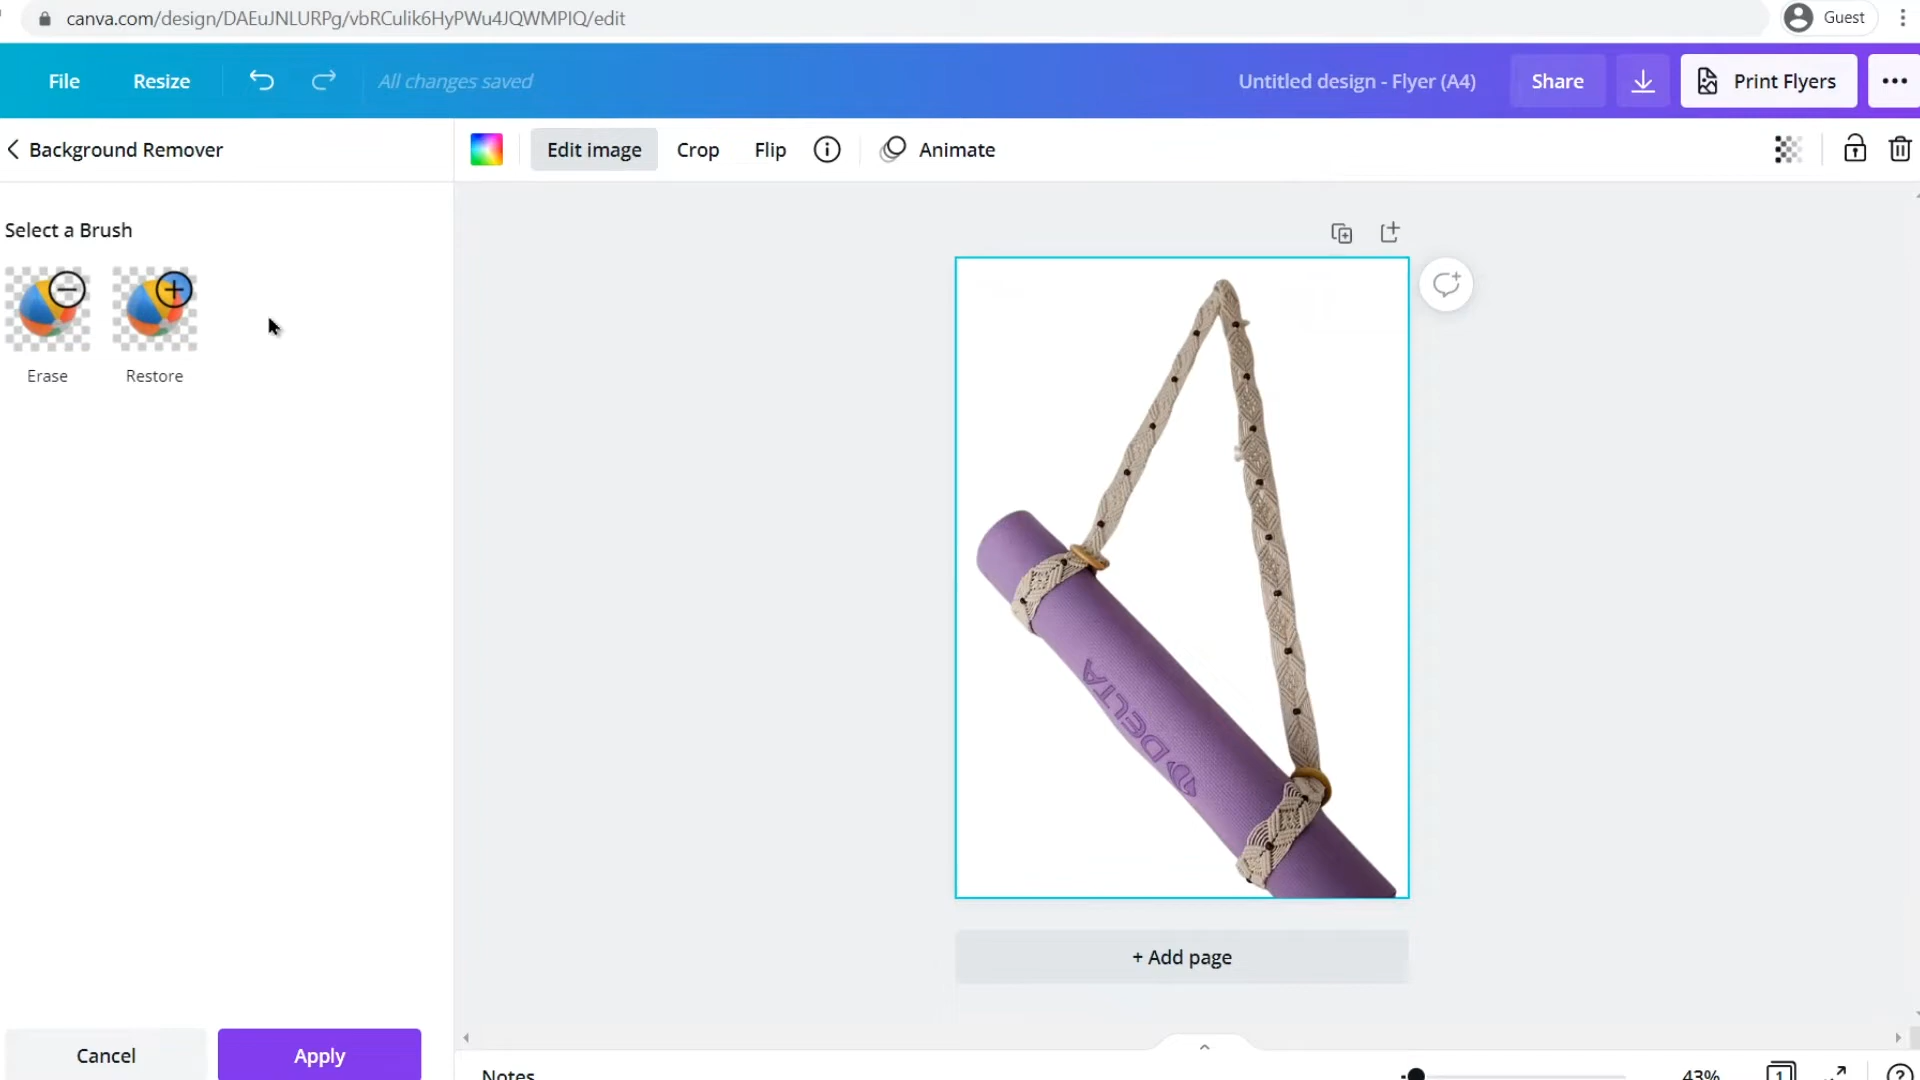 canva.com/design/DAEuJNLURPg/vbRCulik6HyPWu4JQWMPIQ/edit
Guest
File
Resize
All changes saved
Untitled design - Flyer (A4)
Share
Print Flyers
Background Remover
Edit image
Crop
Flip
Animate
Select a Brush
Erase
Restore
DELTA
+ Add page
Cancel
Apply
Notes
43%
1